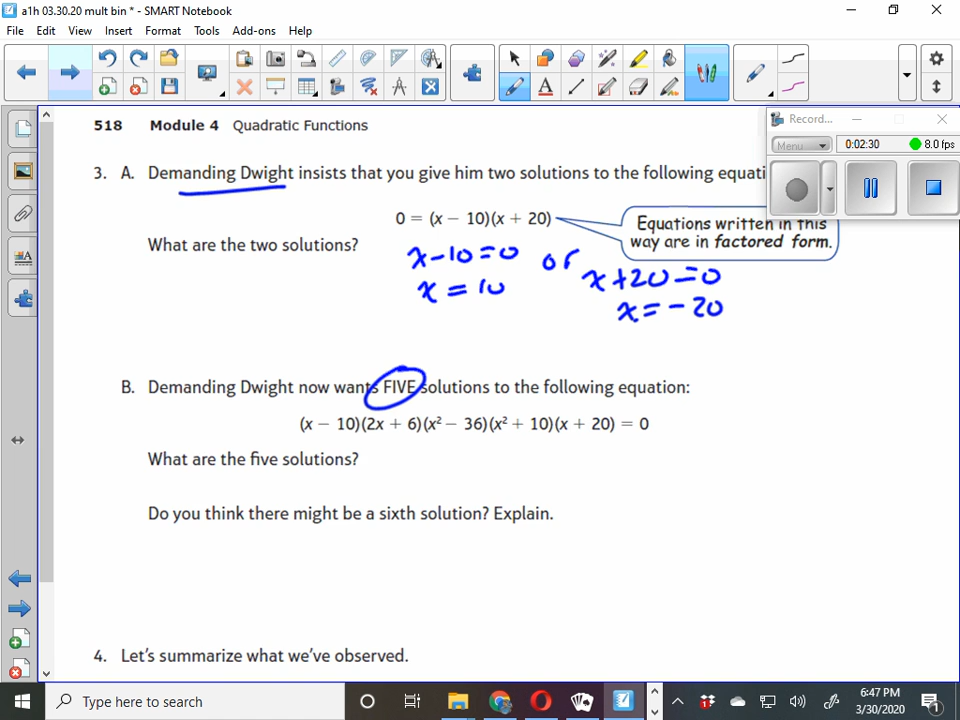 a1h 03.30.20 mult bin * - SMART Notebook
File Edit View Insert Format Tools Add-ons Help
Record...
Menu
0:02:30
8.0 fps
518 Module 4 Quadratic Functions
3. A. Demanding Dwight insists that you give him two solutions to the following equati
0 = (x − 10)(x + 20)
Equations written in this
way are in factored form.
What are the two solutions?
x-10=0 or x+20=0
x = 10 x = -20
B. Demanding Dwight now wants FIVE solutions to the following equation:
(x − 10)(2x + 6)(x² − 36)(x² + 10)(x + 20) = 0
What are the five solutions?
Do you think there might be a sixth solution? Explain.
4. Let's summarize what we've observed.
Type here to search
6:47 PM
3/30/2020
1